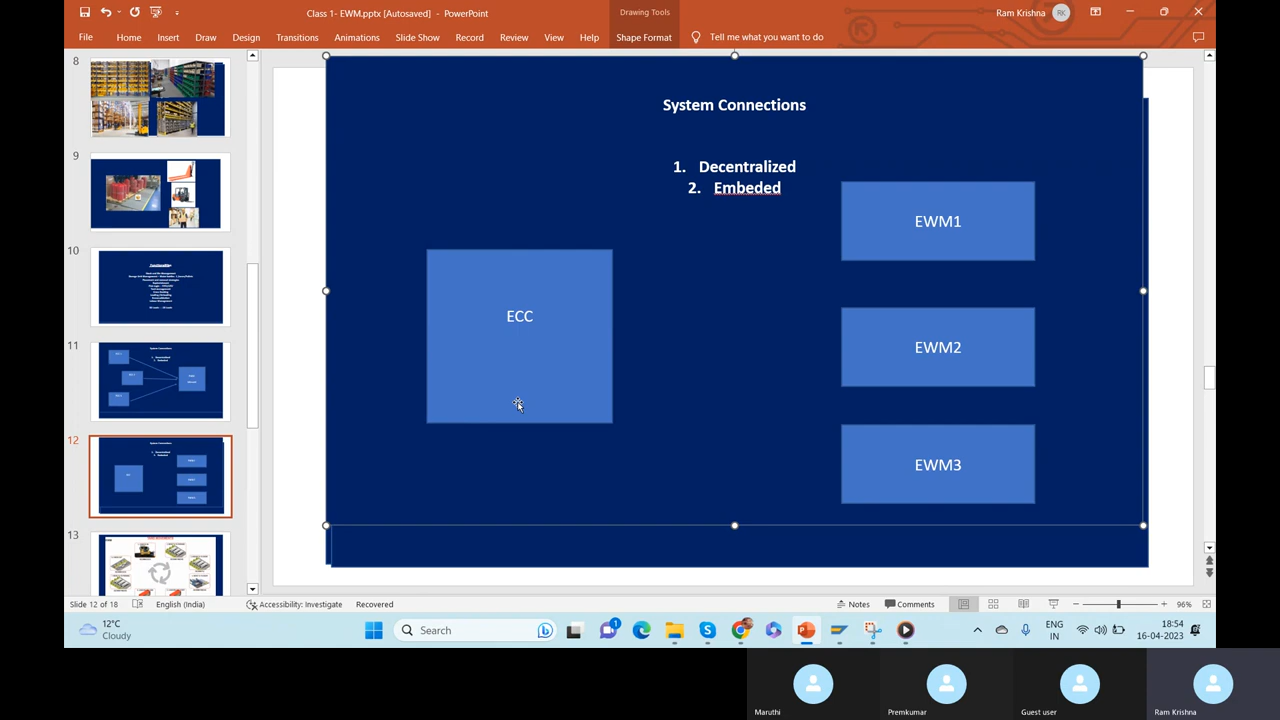 Class 1- EWM.pptx [Autosaved] - PowerPoint
Drawing Tools
Ram Krishna
RK
File
Home
Insert
Draw
Design
Transitions
Animations
Slide Show
Record
Review
View
Help
Shape Format
Tell me what you want to do
8
9
10
11
12
13
System Connections
1. Decentralized
2. Embeded
ECC
EWM1
EWM2
EWM3
Slide 12 of 18
English (India)
Accessibility: Investigate
Recovered
Notes
Comments
96%
12°C
Cloudy
Search
1
ENG
IN
18:54
16-04-2023
Maruthi
Premkumar
Guest user
Ram Krishna